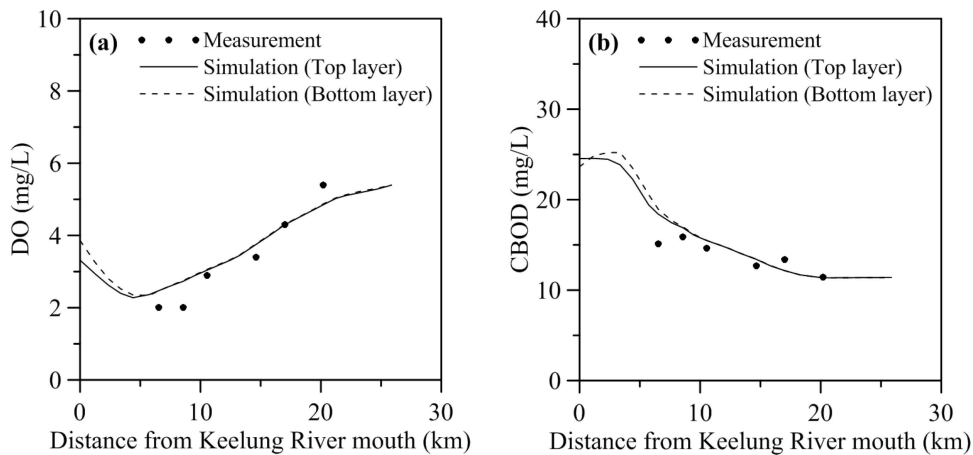 (a)
Measurement
Simulation (Top layer)
Simulation (Bottom layer)
10
8
6
4
2
0
DO (mg/L)
0 10 20 30
Distance from Keelung River mouth (km)
(b)
Measurement
Simulation (Top layer)
Simulation (Bottom layer)
40
30
20
10
0
CBOD (mg/L)
0 10 20 30
Distance from Keelung River mouth (km)